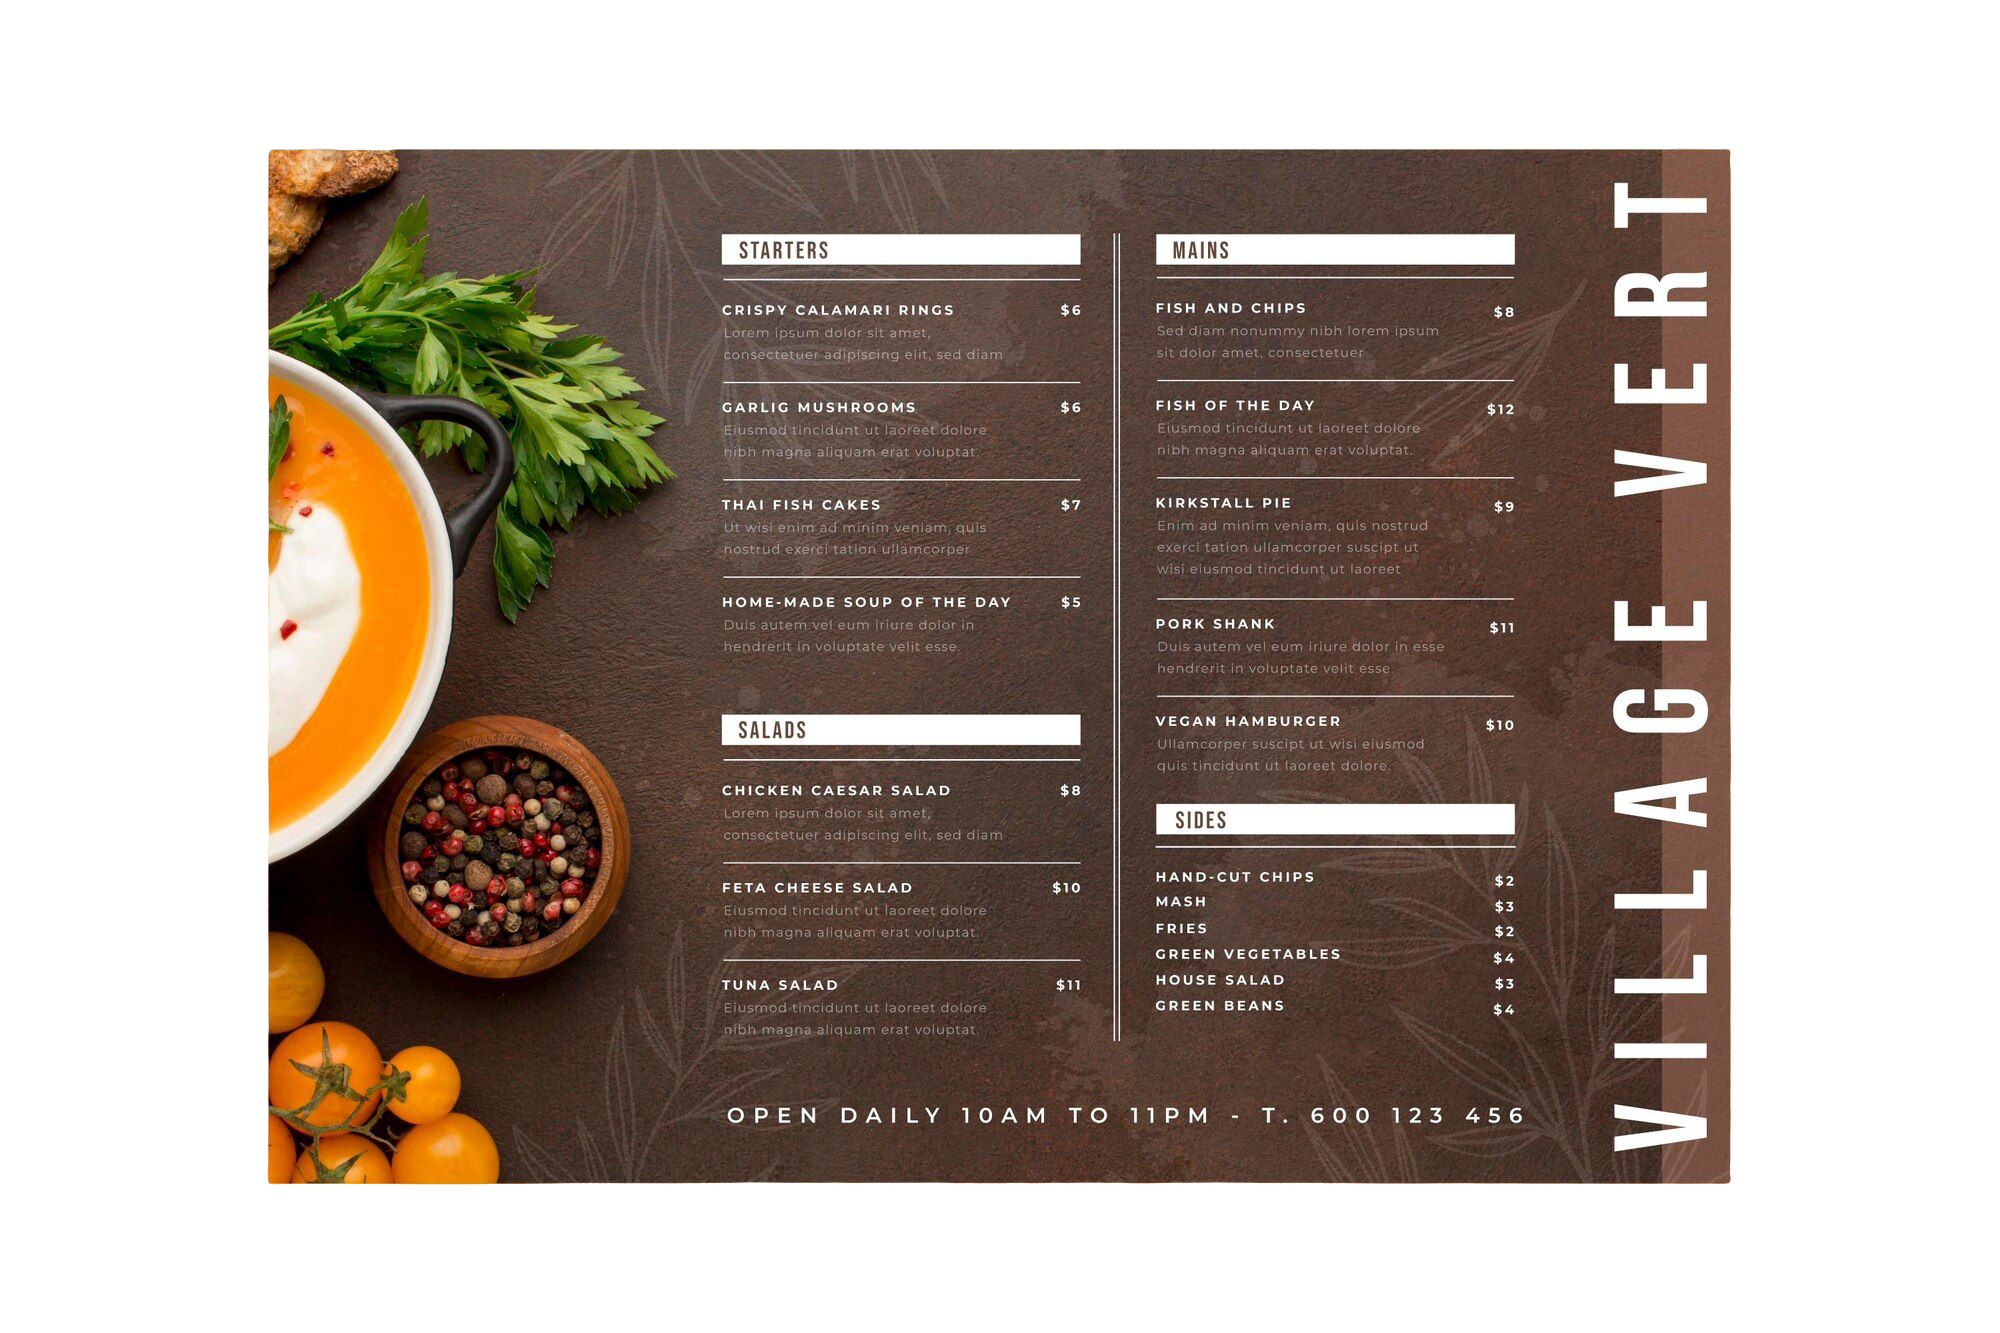 STARTERS
CRISPY CALAMARI RINGS $6
Lorem ipsum dolor sit amet,
consectetuer adipiscing elit, sed diam
GARLIG MUSHROOMS $6
Eiusmod tincidunt ut laoreet dolore
nibh magna aliquam erat voluptat.
THAI FISH CAKES $7
Ut wisi enim ad minim veniam, quis
nostrud exerci tation ullamcorper
HOME-MADE SOUP OF THE DAY $5
Duis autem vel eum iriure dolor in
hendrerit in voluptate velit esse.
SALADS
CHICKEN CAESAR SALAD $8
Lorem ipsum dolor sit amet,
consectetuer adipiscing elit, sed diam
FETA CHEESE SALAD $10
Eiusmod tincidunt ut laoreet dolore
nibh magna aliquam erat voluptat.
TUNA SALAD $11
Eiusmod tincidunt ut laoreet dolore
nibh magna aliquam erat voluptat.
MAINS
FISH AND CHIPS $8
Sed diam nonummy nibh lorem ipsum
sit dolor amet, consectetuer
FISH OF THE DAY $12
Eiusmod tincidunt ut laoreet dolore
nibh magna aliquam erat voluptat.
KIRKSTALL PIE $9
Enim ad minim veniam, quis nostrud
exerci tation ullamcorper suscipt ut
wisi eiusmod tincidunt ut laoreet
PORK SHANK $11
Duis autem vel eum iriure dolor in esse
hendrerit in voluptate velit esse.
VEGAN HAMBURGER $10
Ullamcorper suscipt ut wisi eiusmod
quis tincidunt ut laoreet dolore.
SIDES
HAND-CUT CHIPS $2
MASH $3
FRIES $2
GREEN VEGETABLES $4
HOUSE SALAD $3
GREEN BEANS $4
OPEN DAILY 10AM TO 11PM - T. 600 123 456
VILLAGE VERT